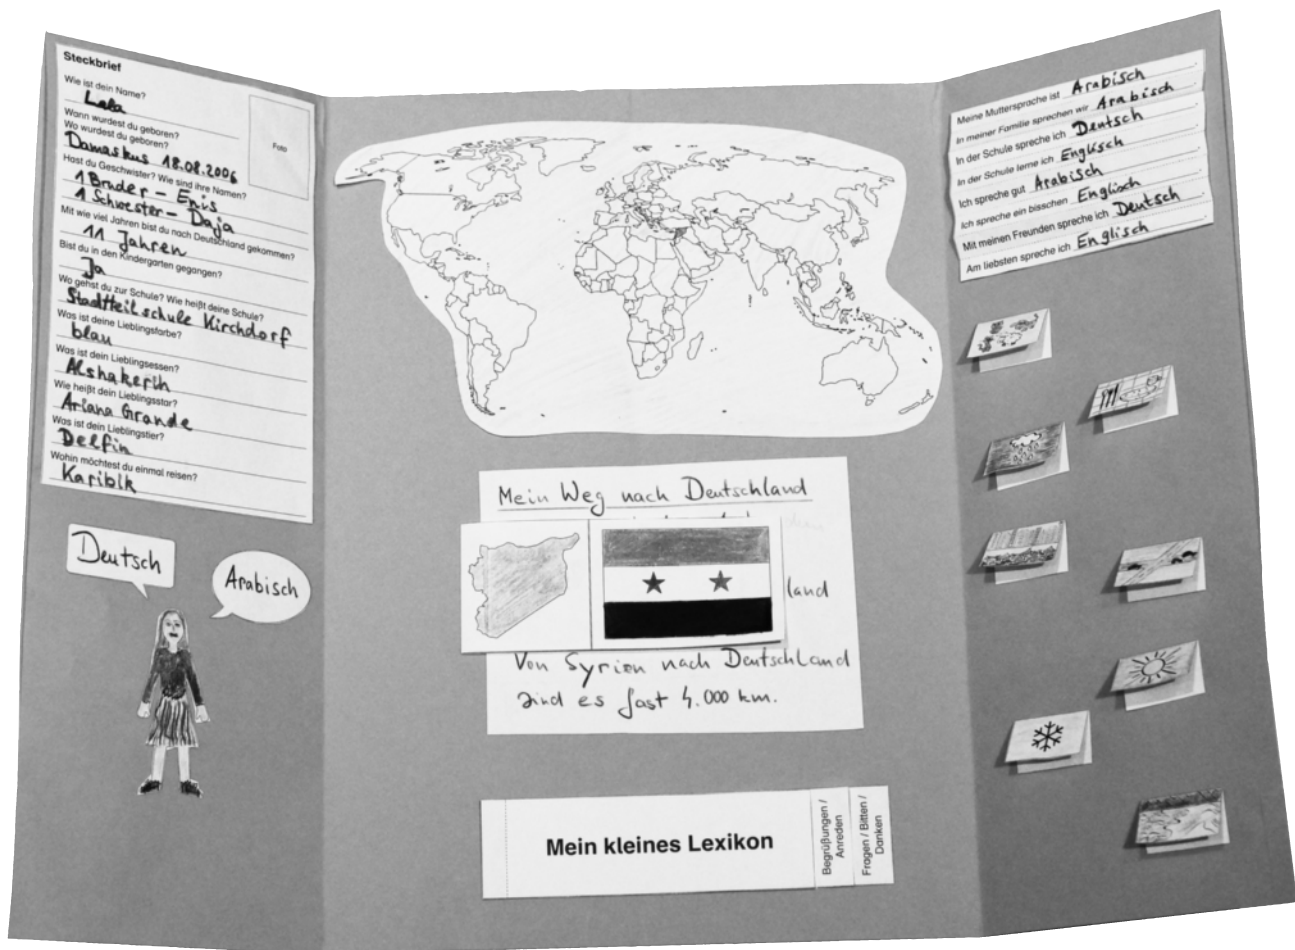 Steckbrief
Wie ist dein Name?
Lala
Wann wurdest du geboren?
Wo wurdest du geboren?
Damaskus 18.08.2006
Hast du Geschwister? Wie sind ihre Namen?
1 Bruder – Enis
1 Schwester – Daja
Mit wie viel Jahren bist du nach Deutschland gekommen?
11 Jahren
Bist du in den Kindergarten gegangen?
Ja
Wo gehst du zur Schule? Wie heißt deine Schule?
Stadtteilschule Kirchdorf
Was ist deine Lieblingsfarbe?
blau
Was ist dein Lieblingsessen?
Alshakerih
Wie heißt dein Lieblingsstar?
Ariana Grande
Was ist dein Lieblingstier?
Delfin
Wohin möchtest du einmal reisen?
Karibik
Foto
Deutsch
Arabisch
Mein Weg nach Deutschland
land
Von Syrien nach Deutschland
sind es fast 4.000 km.
Mein kleines Lexikon
Begrüßungen /
Anreden
Fragen / Bitten /
Danken
Meine Muttersprache ist Arabisch.
In meiner Familie sprechen wir Arabisch.
In der Schule spreche ich Deutsch.
In der Schule lerne ich Englisch.
Ich spreche gut Arabisch.
Ich spreche ein bisschen Englisch.
Mit meinen Freunden spreche ich Deutsch.
Am liebsten spreche ich Englisch.